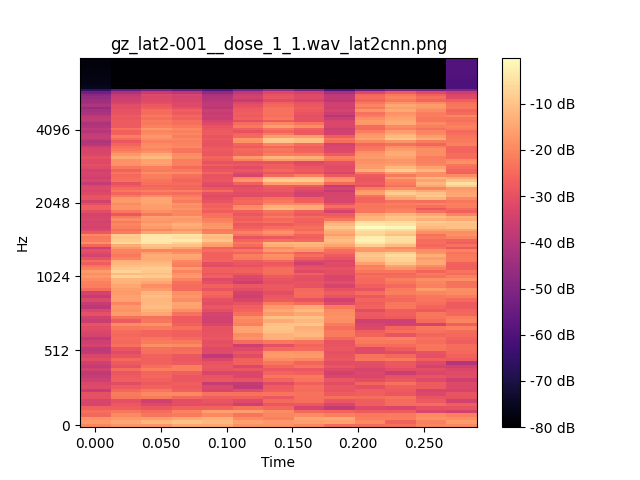 gz_lat2-001__dose_1_1.wav_lat2cnn.png
Hz
4096
2048
1024
512
0
0.000 0.050 0.100 0.150 0.200 0.250
Time
-10 dB
-20 dB
-30 dB
-40 dB
-50 dB
-60 dB
-70 dB
-80 dB